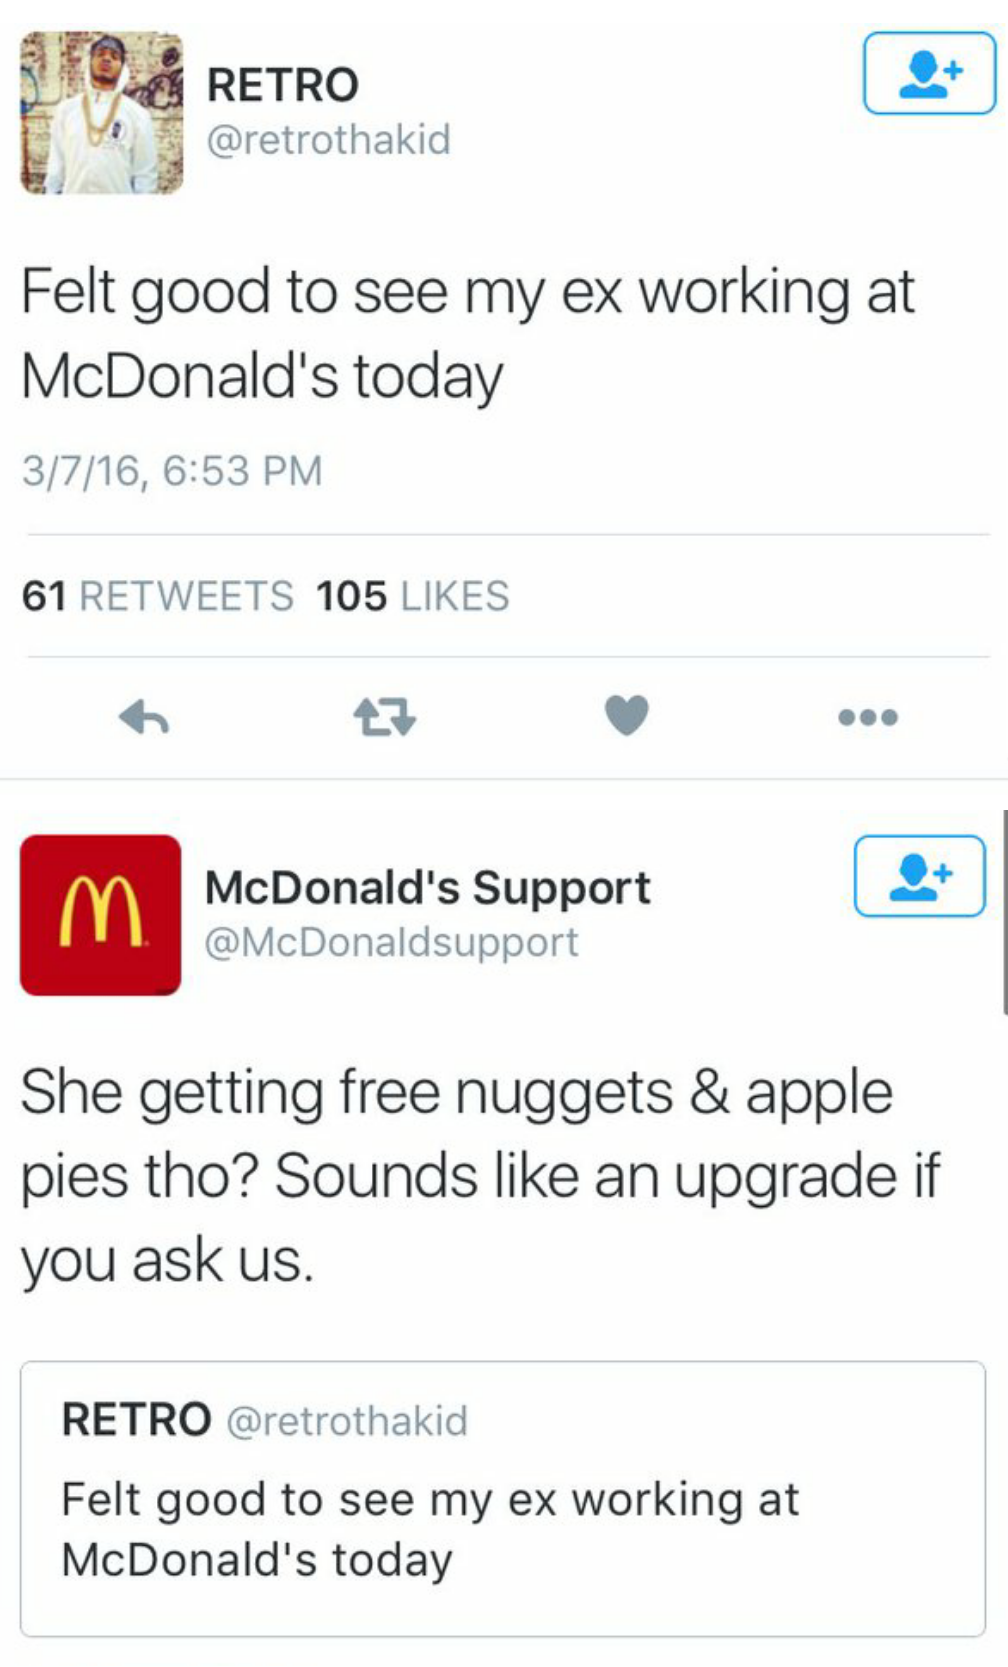 RETRO
@retrothakid
Felt good to see my ex working at
McDonald's today
3/7/16, 6:53 PM
61 RETWEETS 105 LIKES
McDonald's Support
@McDonaldsupport
She getting free nuggets & apple
pies tho? Sounds like an upgrade if
you ask us.
RETRO @retrothakid
Felt good to see my ex working at
McDonald's today